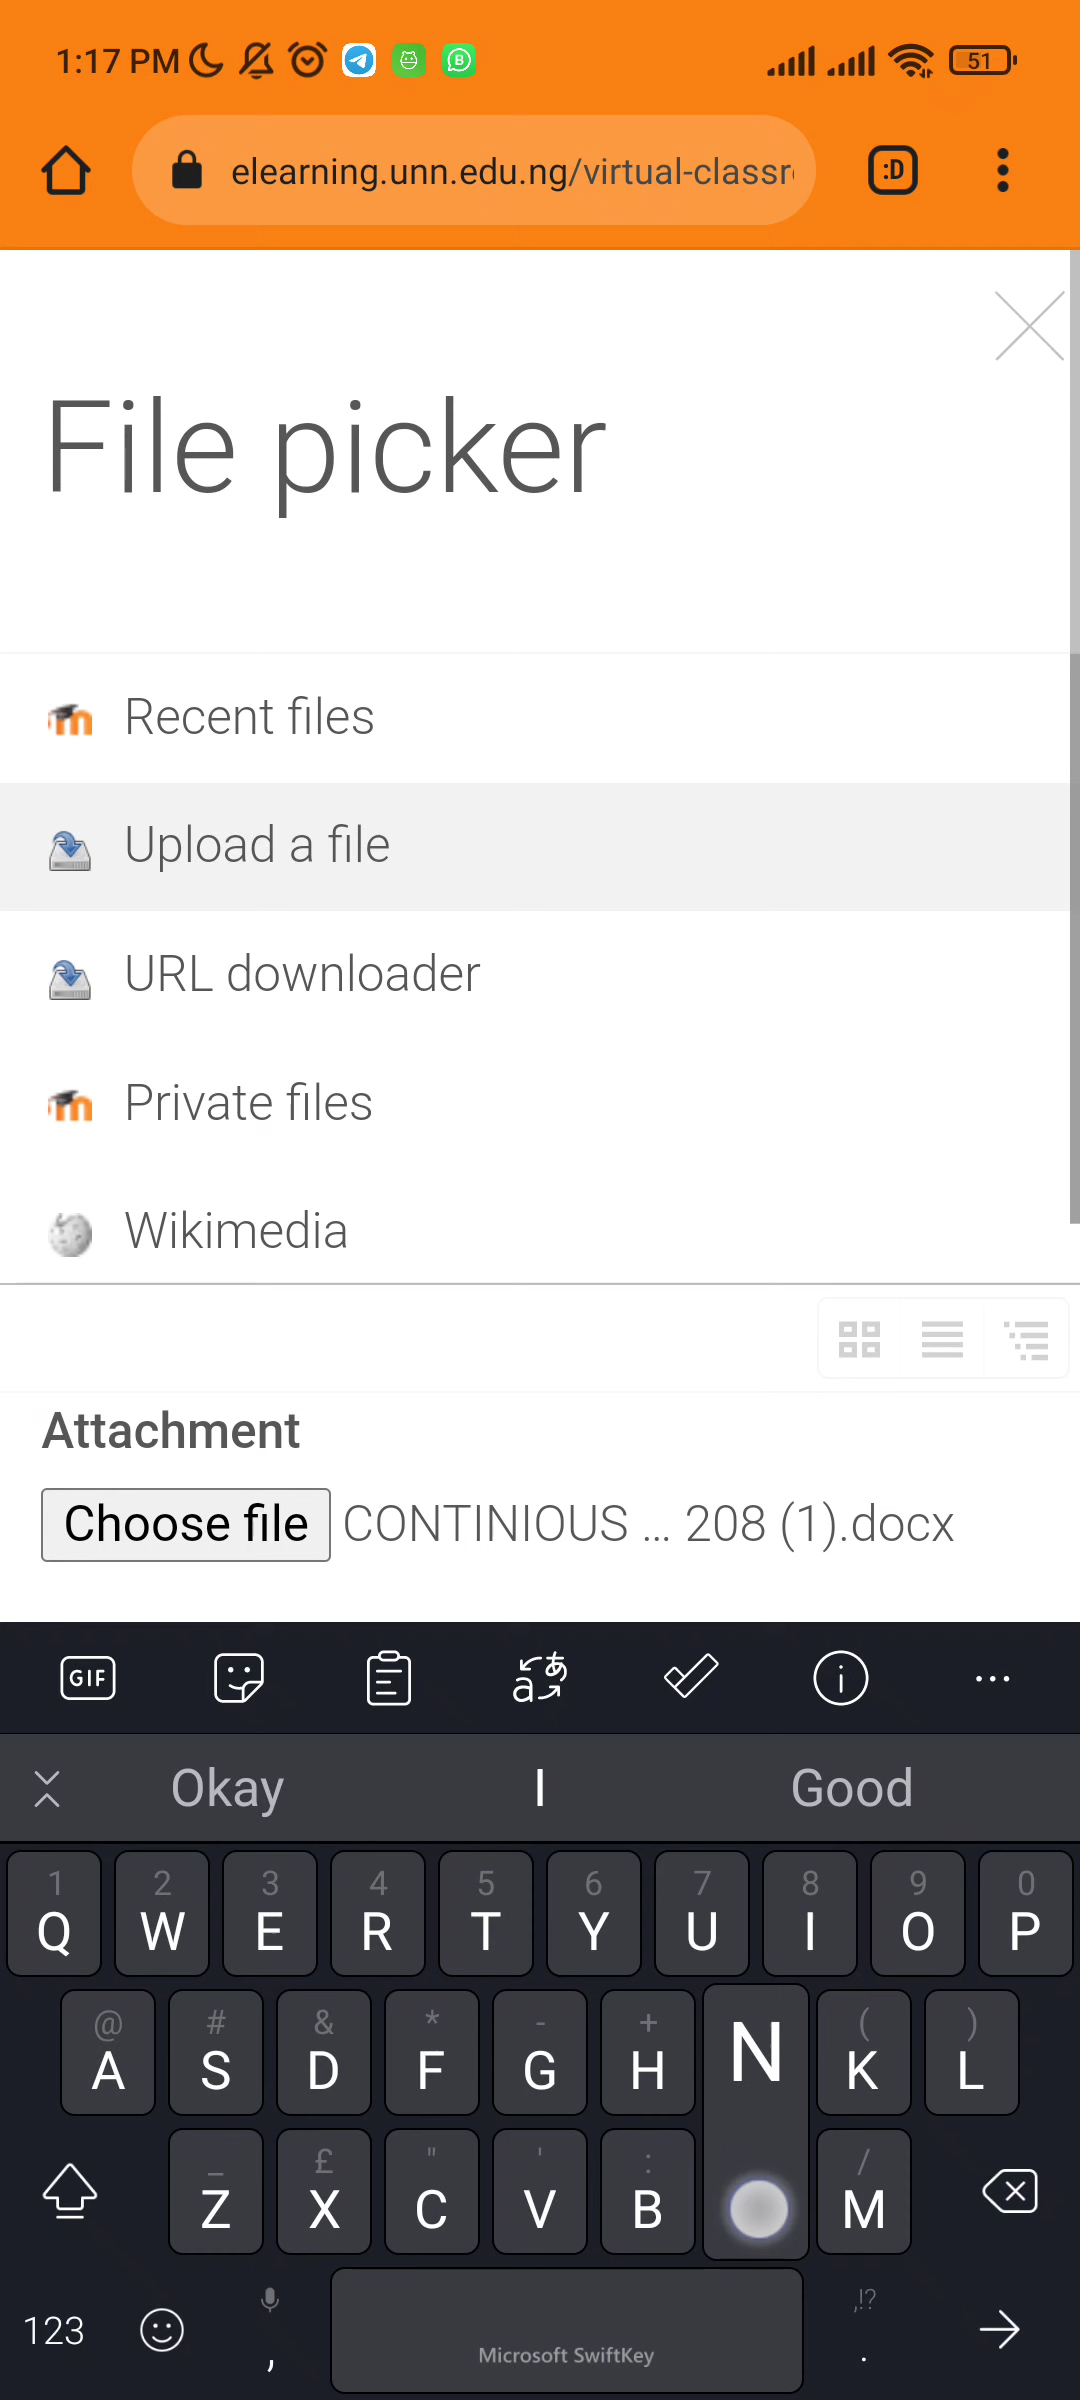 1:17 PM
51
elearning.unn.edu.ng/virtual-classr
:D
File picker
Recent files
Upload a file
URL downloader
Private files
Wikimedia
Attachment
Choose file CONTINIOUS ... 208 (1).docx
GIF
Okay I Good
1 2 3 4 5 6 7 8 9 0
Q W E R T Y U I O P
@ # & * - + ( )
A S D F G H N K L
_ £ " ' : /
Z X C V B M
,!?
123 , Microsoft SwiftKey .